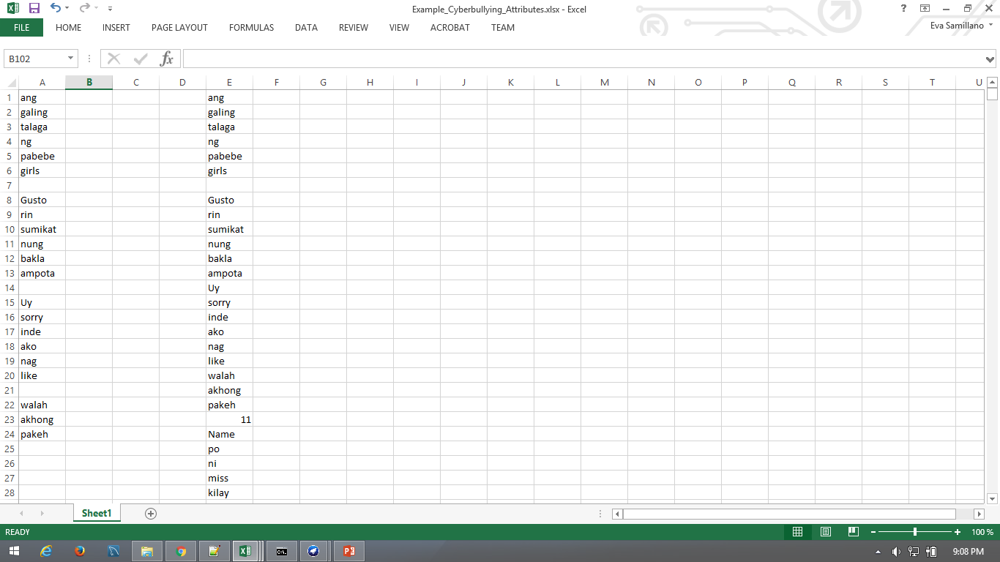 Example_Cyberbullying_Attributes.xlsx - Excel
?
FILE HOME INSERT PAGE LAYOUT FORMULAS DATA REVIEW VIEW ACROBAT TEAM Eva Samillano
B102 fx
A B C D E F G H I J K L M N O P Q R S T U
1 ang ang
2 galing galing
3 talaga talaga
4 ng ng
5 pabebe pabebe
6 girls girls
7
8 Gusto Gusto
9 rin rin
10 sumikat sumikat
11 nung nung
12 bakla bakla
13 ampota ampota
14 Uy
15 Uy sorry
16 sorry inde
17 inde ako
18 ako nag
19 nag like
20 like walah
21 akhong
22 walah pakeh
23 akhong 11
24 pakeh Name
25 po
26 ni
27 miss
28 kilay
Sheet1
READY 100 %
9:08 PM